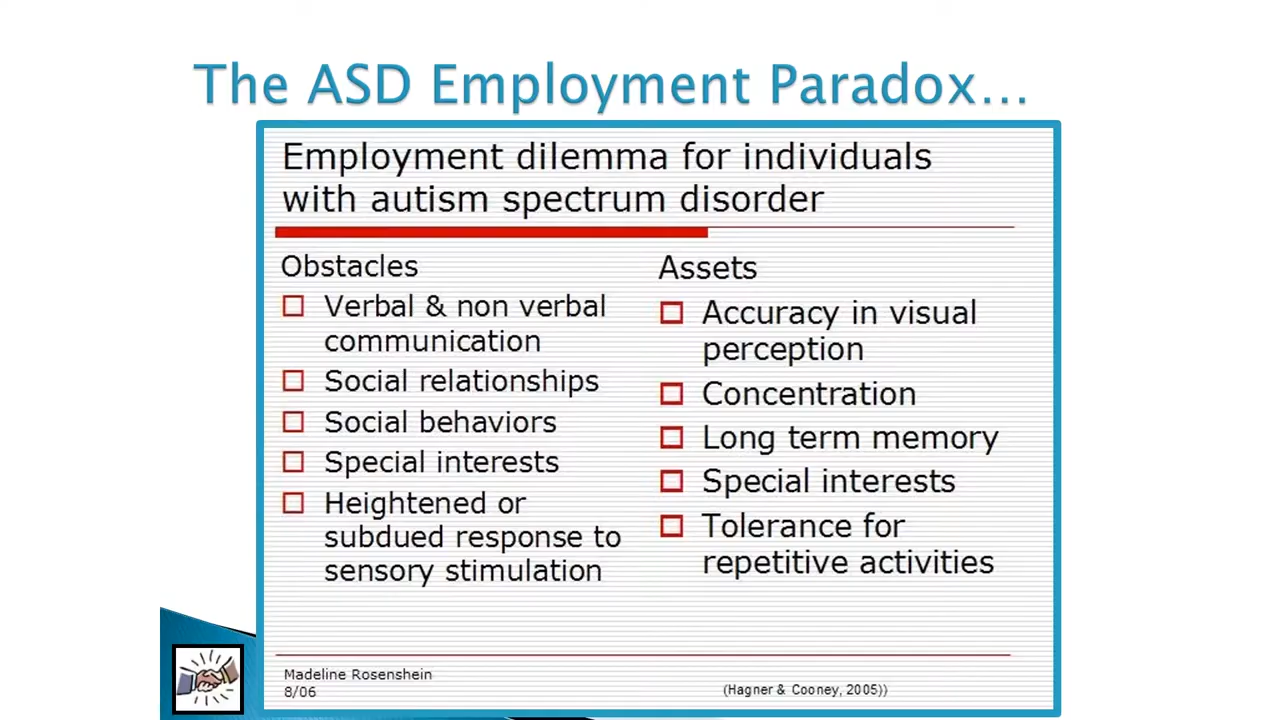 The ASD Employment Paradox…
Employment dilemma for individuals
with autism spectrum disorder
Obstacles
Verbal & non verbal
communication
Social relationships
Social behaviors
Special interests
Heightened or
subdued response to
sensory stimulation
Assets
Accuracy in visual
perception
Concentration
Long term memory
Special interests
Tolerance for
repetitive activities
Madeline Rosenshein
8/06
(Hagner & Cooney, 2005))